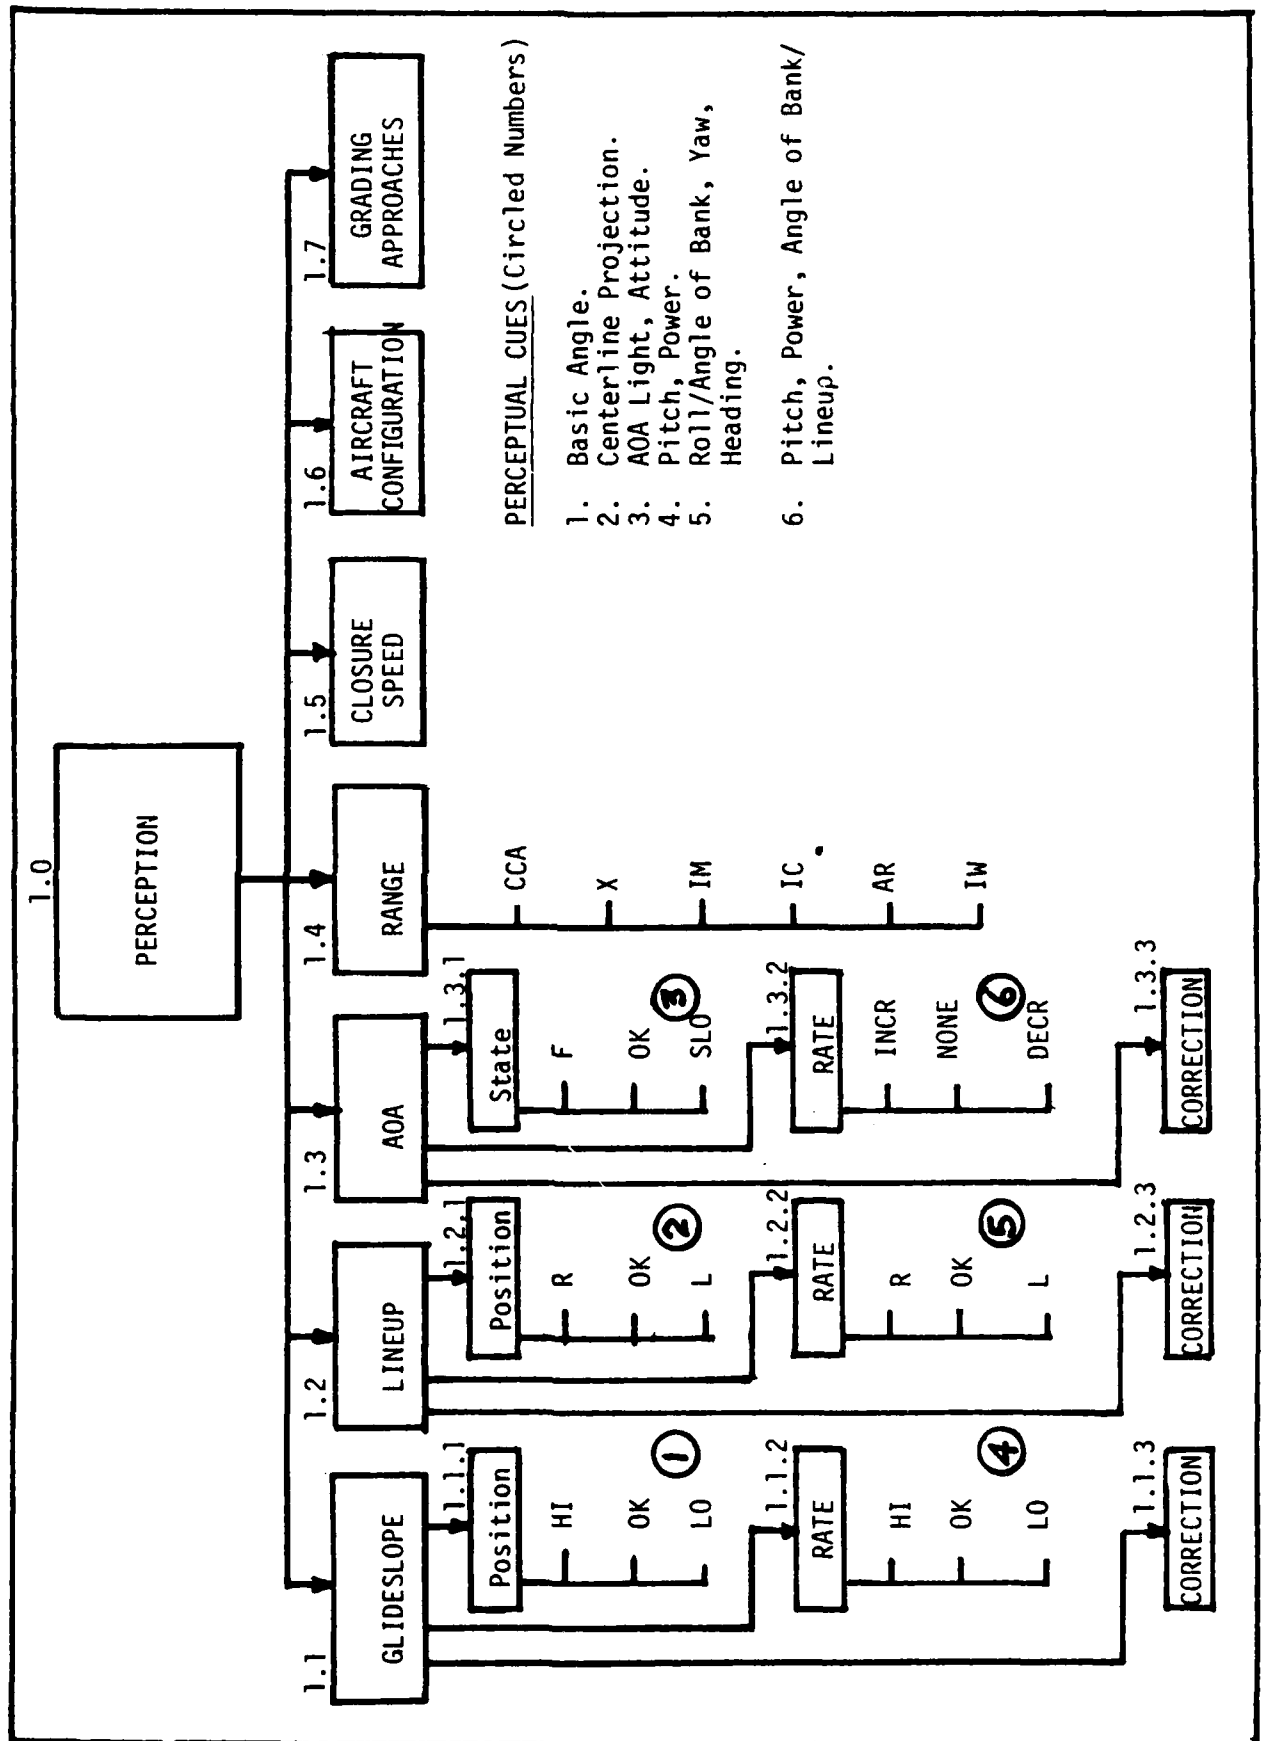 1.0
PERCEPTION
1.1
GLIDESLOPE
1.2
LINEUP
1.3
AOA
1.4
RANGE
1.5
CLOSURE
SPEED
1.6
AIRCRAFT
CONFIGURATION
1.7
GRADING
APPROACHES
1.1.1
Position
HI
OK
LO
1
1.1.2
RATE
HI
OK
LO
4
1.1.3
CORRECTION
1.2.1
Position
R
OK
L
2
1.2.2
RATE
R
OK
L
5
1.2.3
CORRECTION
1.3.1
State
F
OK
SLO
3
1.3.2
RATE
INCR
NONE
DECR
6
1.3.3
CORRECTION
CCA
X
IM
IC
AR
IW
PERCEPTUAL CUES (Circled Numbers)
1. Basic Angle.
2. Centerline Projection.
3. AOA Light, Attitude.
4. Pitch, Power.
5. Roll/Angle of Bank, Yaw,
Heading.
6. Pitch, Power, Angle of Bank/
Lineup.